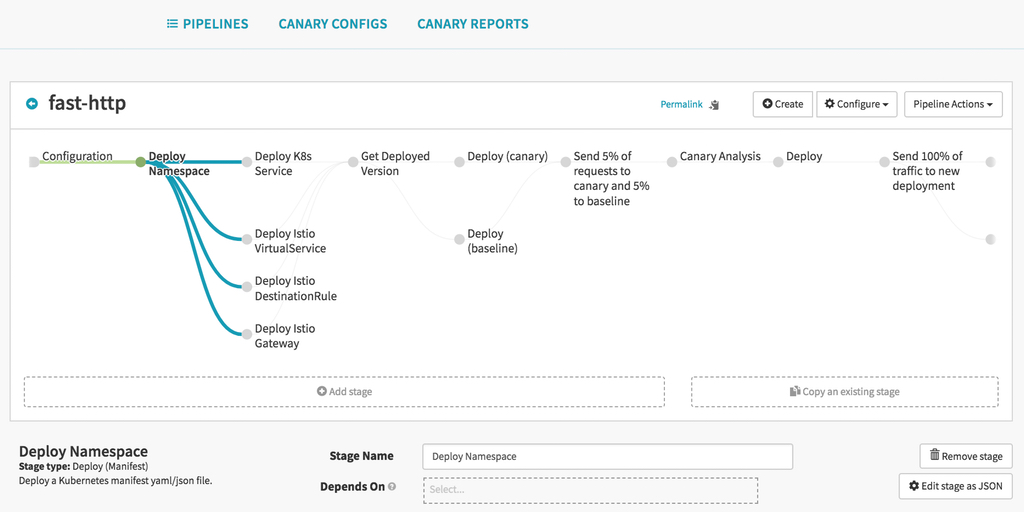 PIPELINES CANARY CONFIGS CANARY REPORTS
fast-http Permalink Create Configure Pipeline Actions
Configuration
Deploy
Namespace
Deploy K8s
Service
Get Deployed
Version
Deploy (canary)
Send 5% of
requests to
canary and 5%
to baseline
Canary Analysis
Deploy
Send 100% of
traffic to new
deployment
Deploy Istio
VirtualService
Deploy
(baseline)
Deploy Istio
DestinationRule
Deploy Istio
Gateway
Add stage Copy an existing stage
Deploy Namespace
Stage type: Deploy (Manifest)
Deploy a Kubernetes manifest yaml/json file.
Stage Name Deploy Namespace Remove stage
Depends On ? Select... Edit stage as JSON